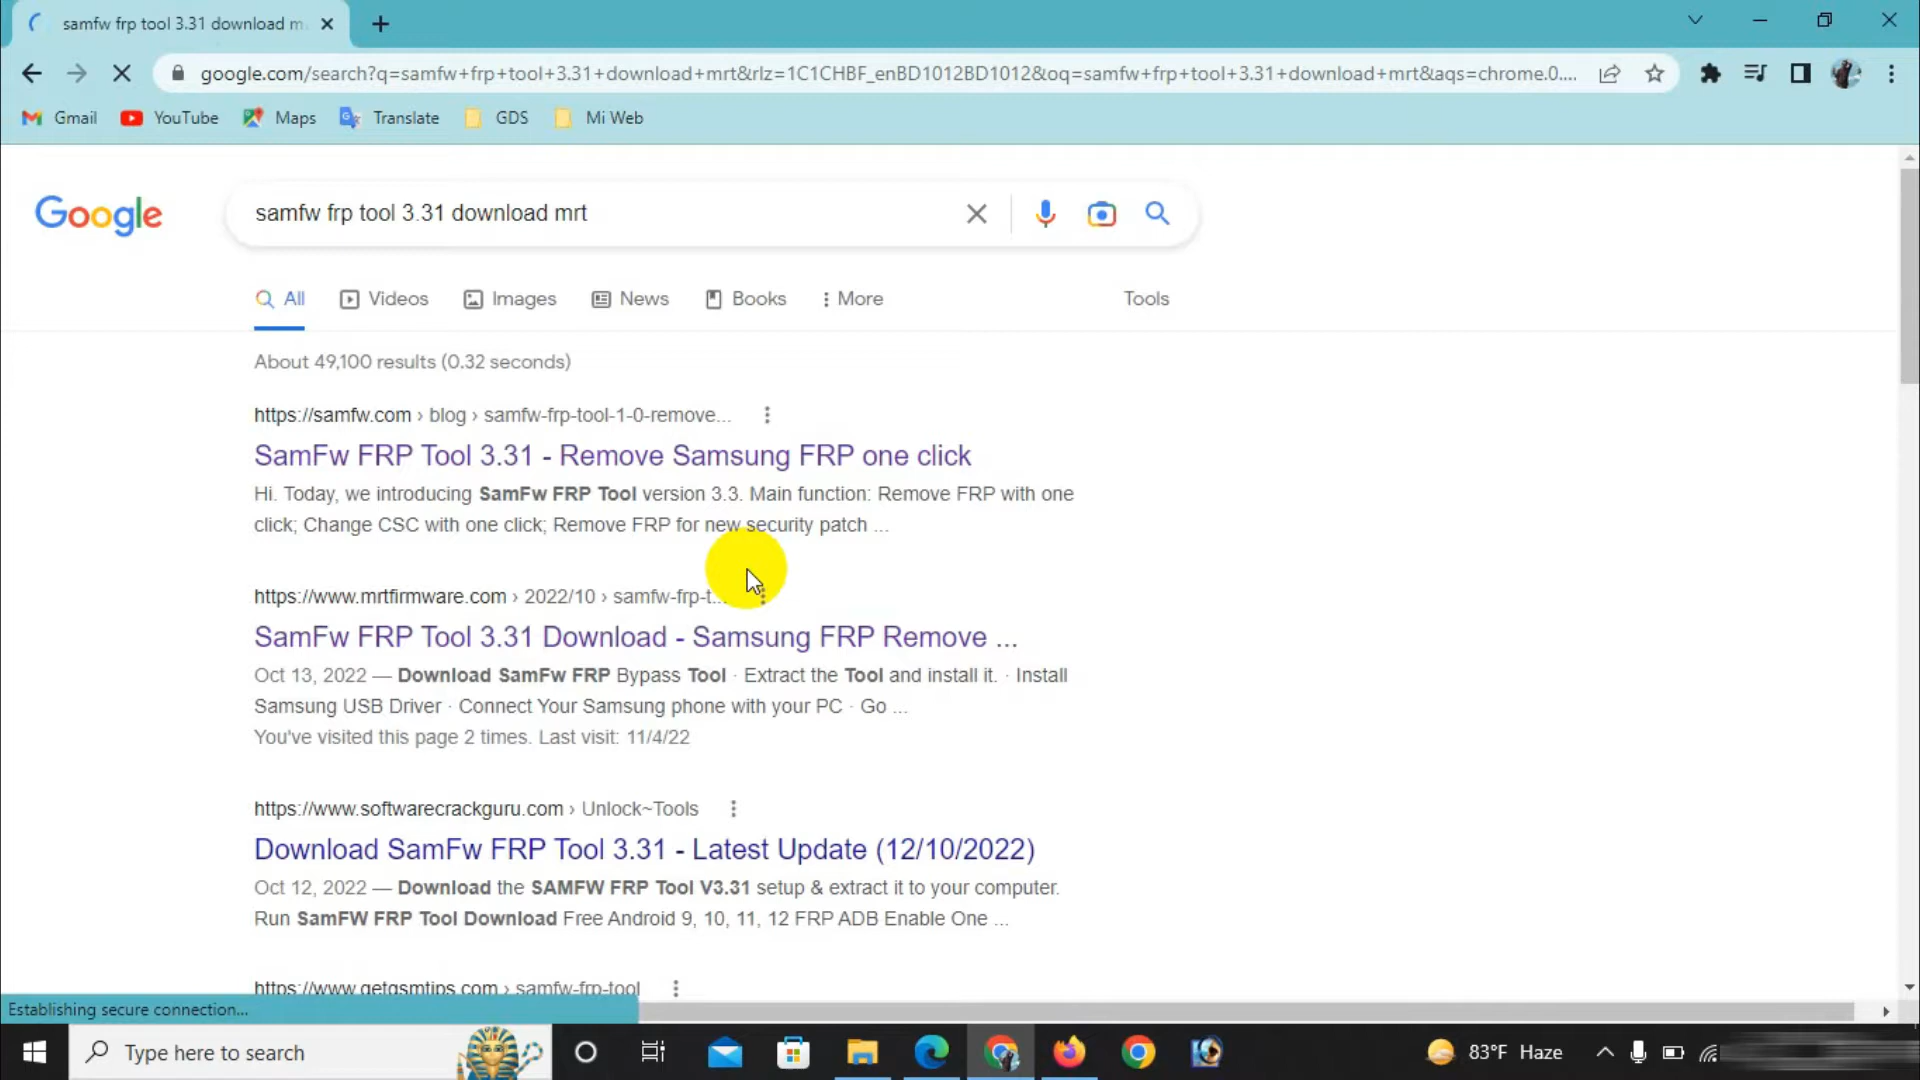 samfw frp tool 3.31 download m
google.com/search?q=samfw+frp+tool+3.31+download+mrt&rlz=1C1CHBF_enBD1012BD1012&oq=samfw+frp+tool+3.31+download+mrt&aqs=chrome.0....
Gmail YouTube Maps Translate GDS Mi Web
Google
samfw frp tool 3.31 download mrt
All Videos Images News Books More Tools
About 49,100 results (0.32 seconds)
https://samfw.com › blog › samfw-frp-tool-1-0-remove...
SamFw FRP Tool 3.31 - Remove Samsung FRP one click
Hi. Today, we introducing SamFw FRP Tool version 3.3. Main function: Remove FRP with one
click; Change CSC with one click; Remove FRP for new security patch ...
https://www.mrtfirmware.com › 2022/10 › samfw-frp-t...
SamFw FRP Tool 3.31 Download - Samsung FRP Remove ...
Oct 13, 2022 — Download SamFw FRP Bypass Tool · Extract the Tool and install it. · Install
Samsung USB Driver · Connect Your Samsung phone with your PC · Go ...
You've visited this page 2 times. Last visit: 11/4/22
https://www.softwarecrackguru.com › Unlock~Tools
Download SamFw FRP Tool 3.31 - Latest Update (12/10/2022)
Oct 12, 2022 — Download the SAMFW FRP Tool V3.31 setup & extract it to your computer.
Run SamFW FRP Tool Download Free Android 9, 10, 11, 12 FRP ADB Enable One ...
https://www.getgsmtips.com › samfw-frp-tool
Establishing secure connection...
Type here to search
83°F Haze